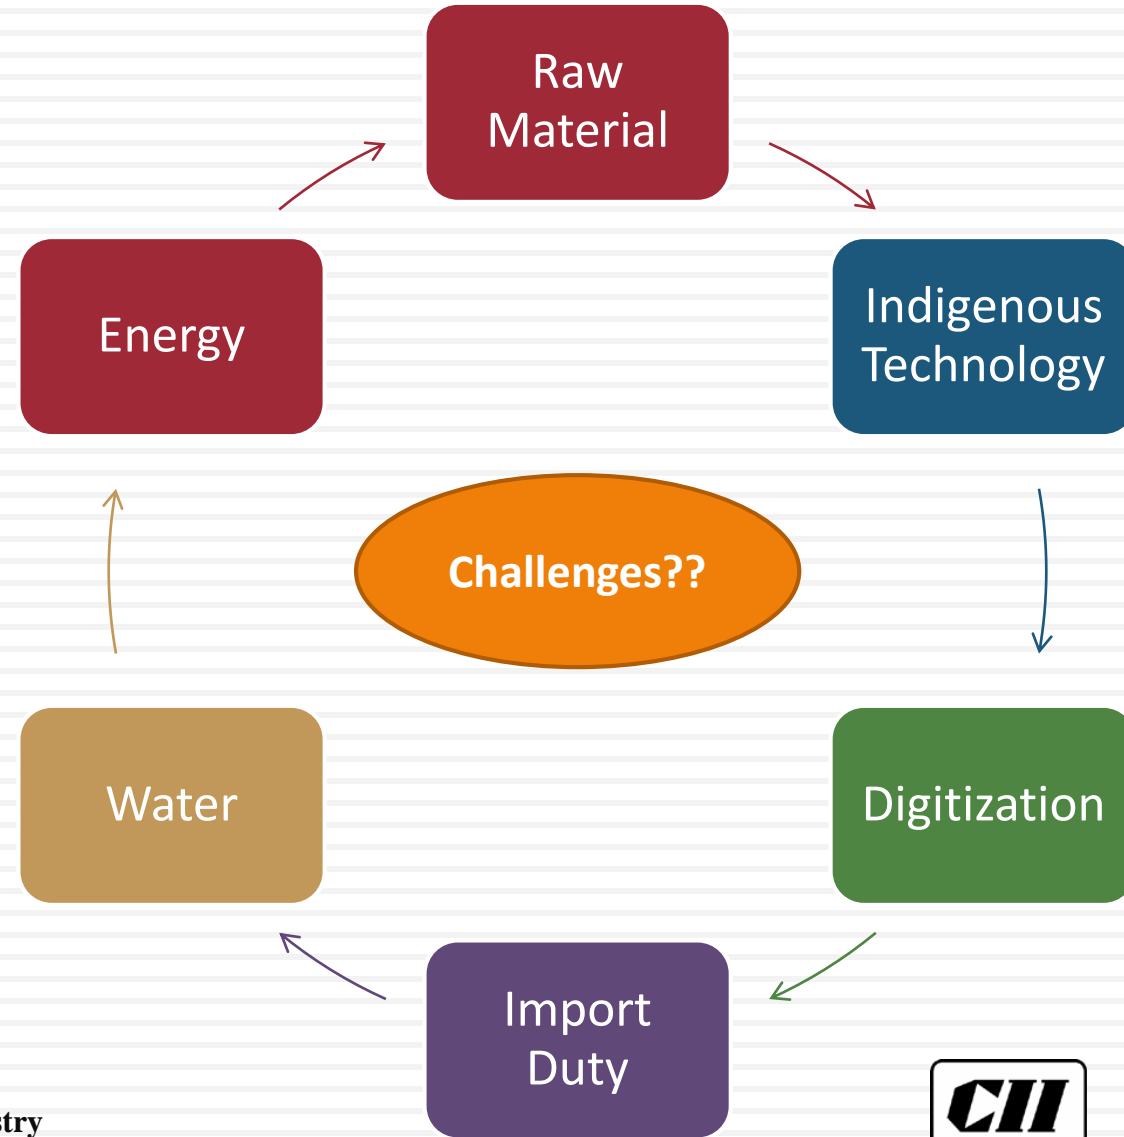 Raw
Material
Energy
Indigenous
Technology
Challenges??
Water
Digitization
Import
Duty
stry
CII